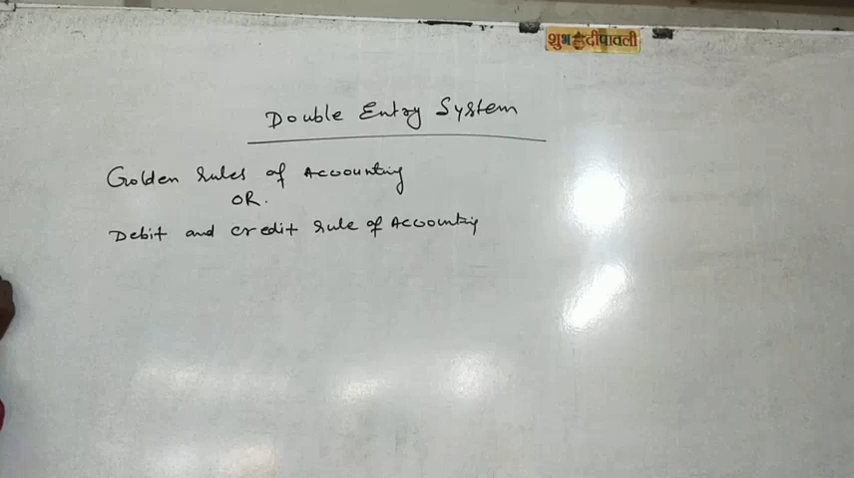 शुभ दीपावली
Double Entry System
Golden rules of Accounting
OR.
Debit and credit rule of Accounting